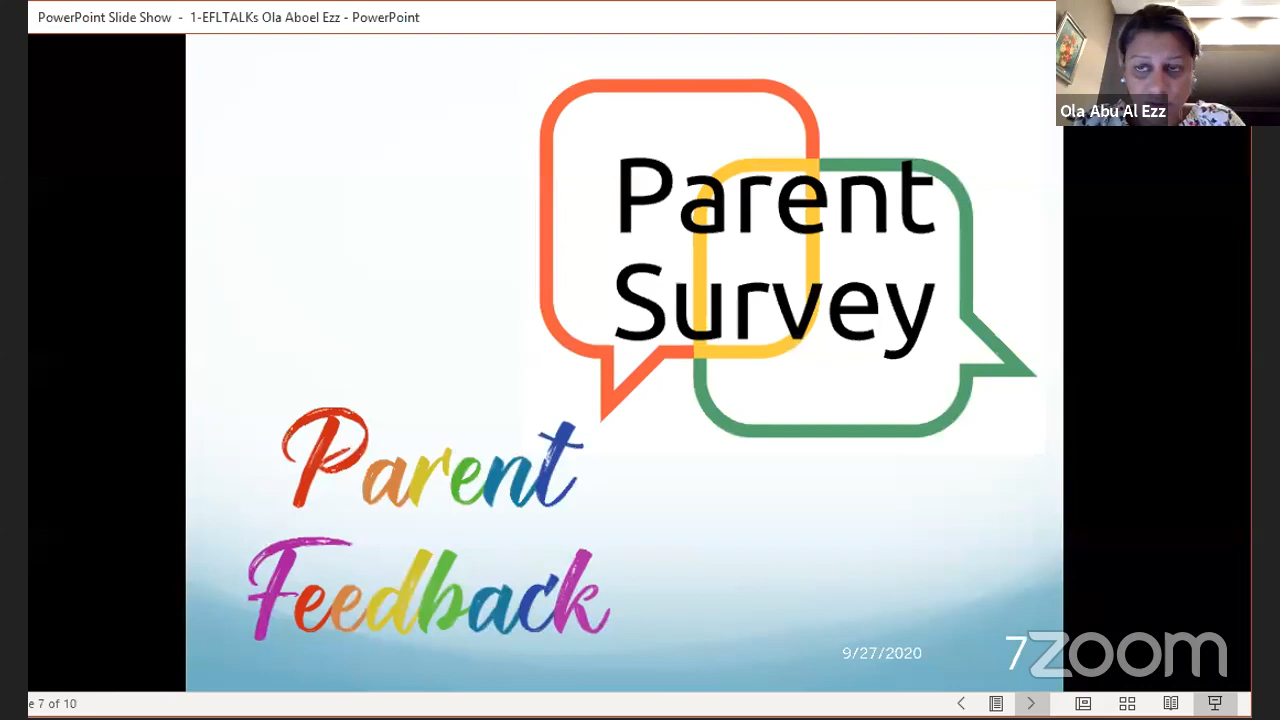 PowerPoint Slide Show - 1-EFLTALKs Ola Aboel Ezz - PowerPoint
Ola Abu Al Ezz
Parent
Survey
Parent
Feedback
9/27/2020
7
zoom
e 7 of 10